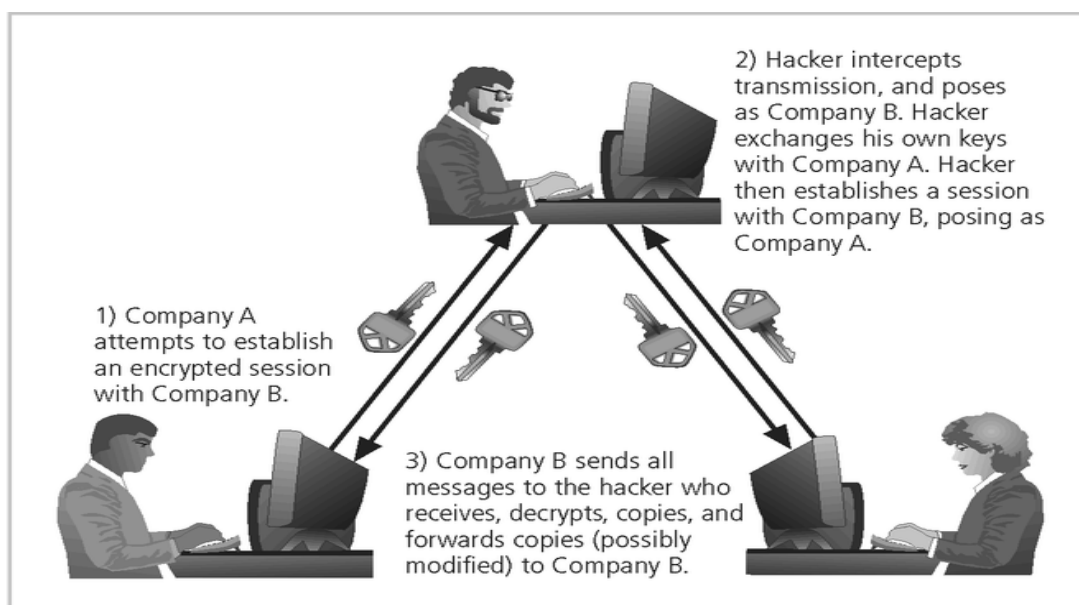 1) Company A
attempts to establish
an encrypted session
with Company B.
2) Hacker intercepts
transmission, and poses
as Company B. Hacker
exchanges his own keys
with Company A. Hacker
then establishes a session
with Company B, posing as
Company A.
3) Company B sends all
messages to the hacker who
receives, decrypts, copies, and
forwards copies (possibly
modified) to Company B.